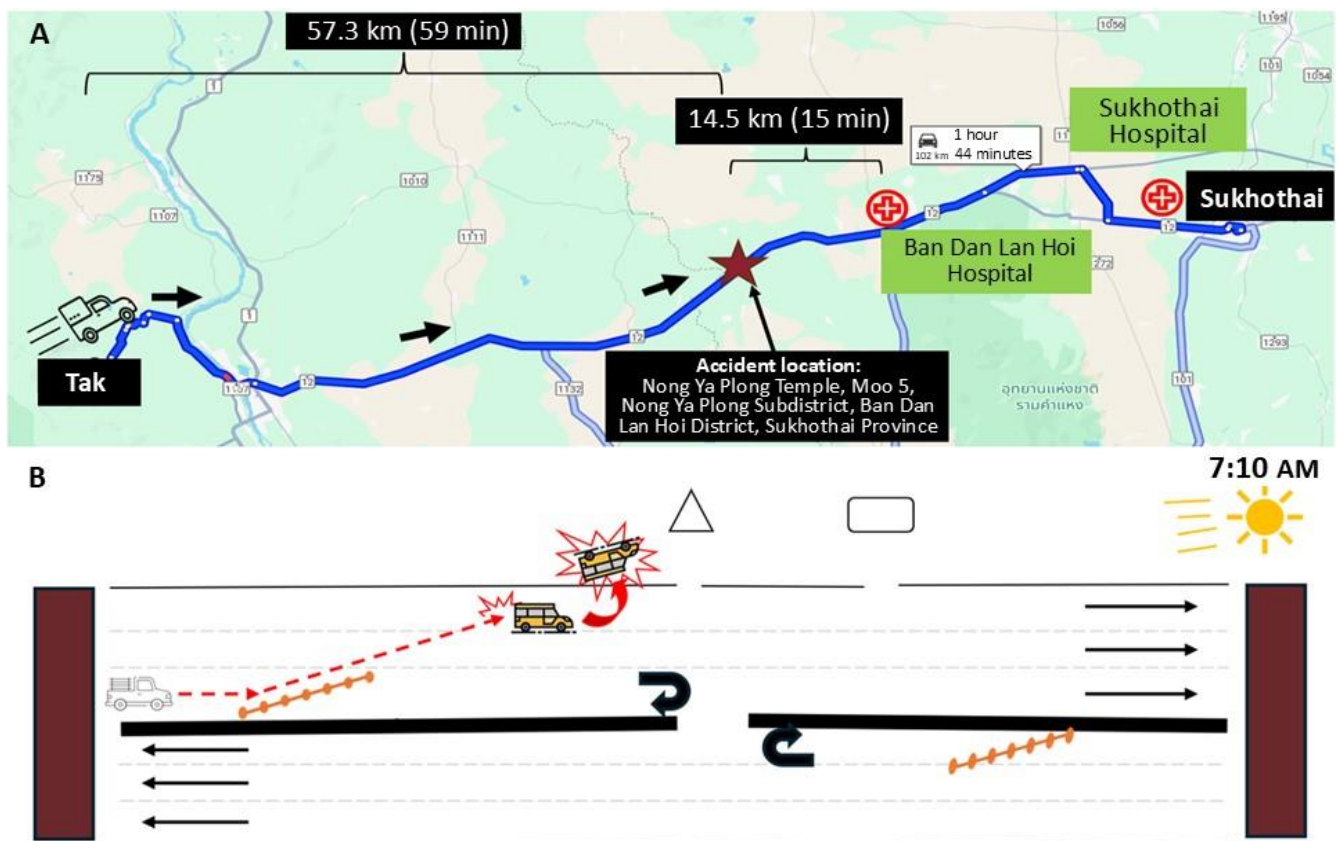 A
57.3 km (59 min)
14.5 km (15 min)
1 hour
102 km 44 minutes
Sukhothai
Hospital
Sukhothai
Ban Dan Lan Hoi
Hospital
Tak
Accident location:
Nong Ya Plong Temple, Moo 5,
Nong Ya Plong Subdistrict, Ban Dan
Lan Hoi District, Sukhothai Province
อุทยานแห่งชาติ
รามคำแหง
1
1
1175
1107
1010
1111
12
12
12
12
1132
1056
1195
101
1054
1293
101
B
7:10 AM